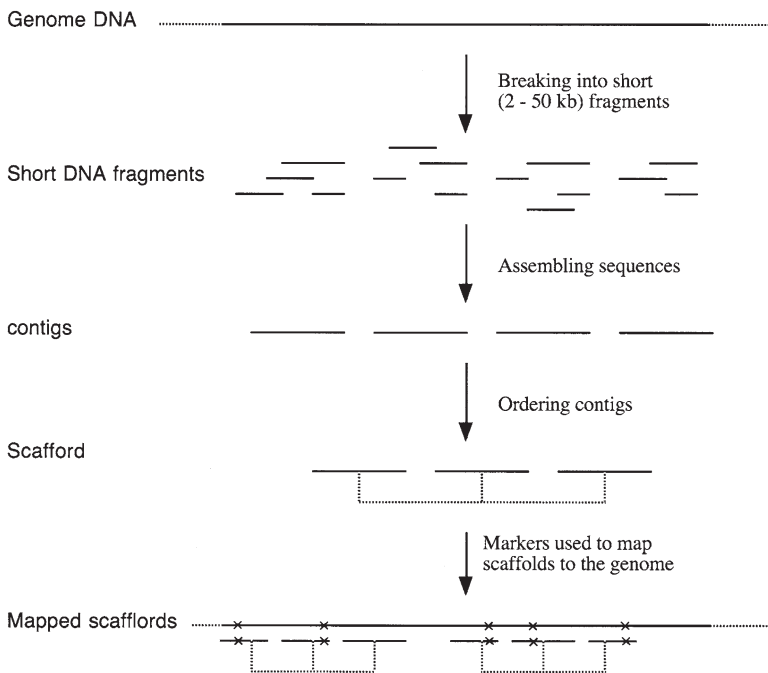 Genome DNA
Breaking into short
(2 - 50 kb) fragments
Short DNA fragments
Assembling sequences
contigs
Ordering contigs
Scafford
Markers used to map
scaffolds to the genome
Mapped scafflords